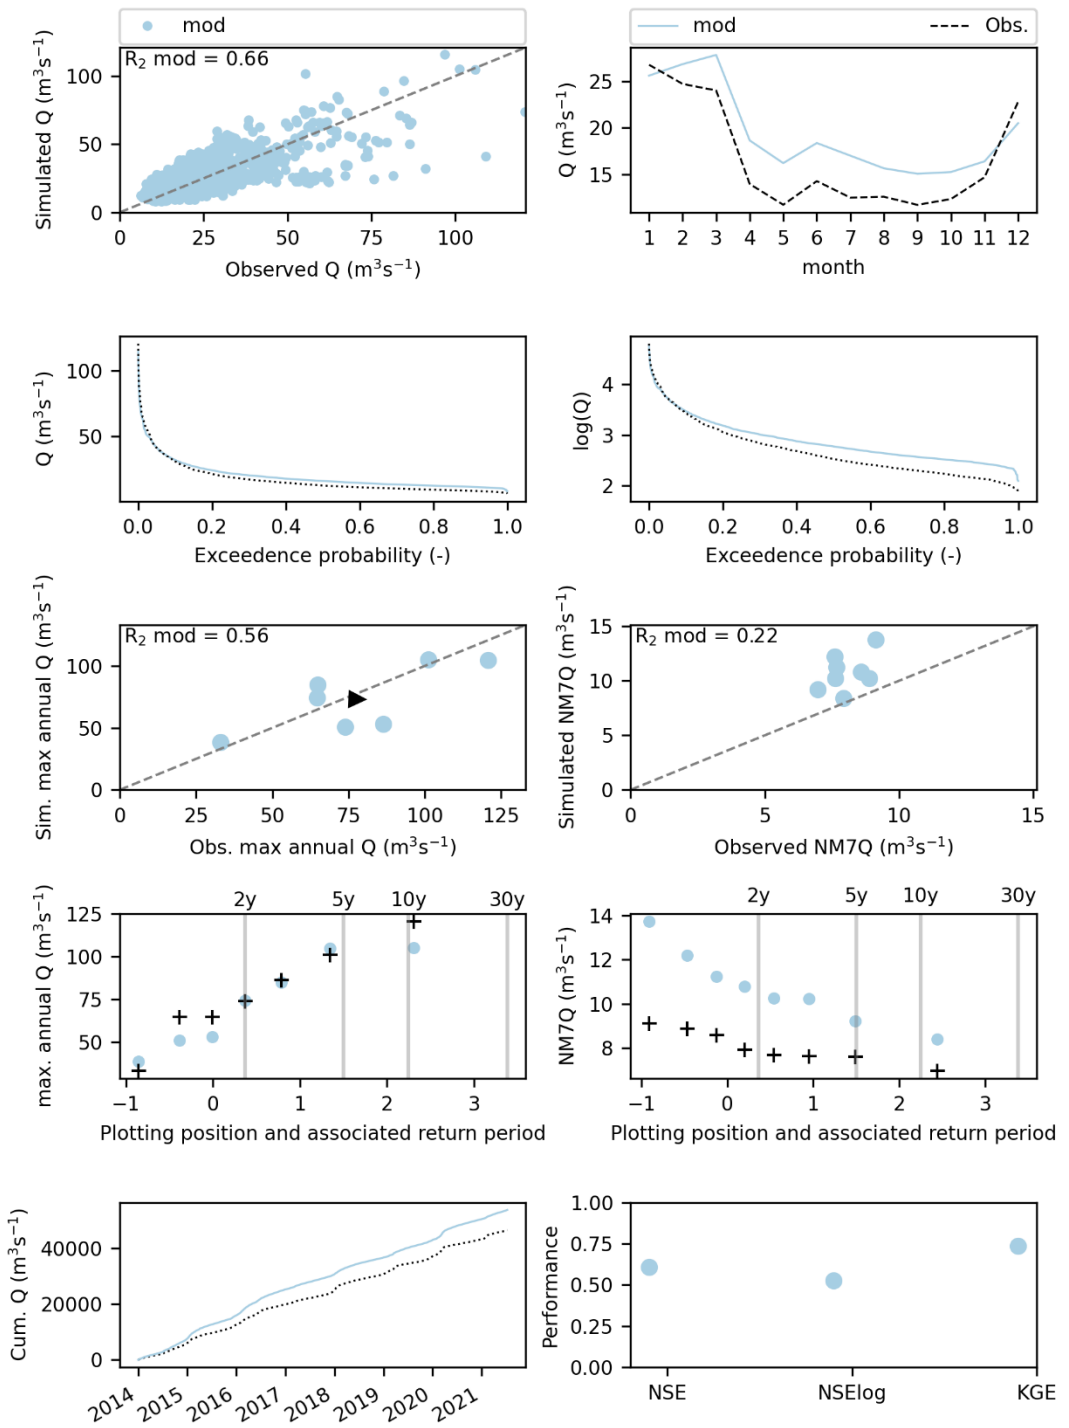 mod
R₂ mod = 0.66
Simulated Q (m³s⁻¹)
100
50
0
0 25 50 75 100
Observed Q (m³s⁻¹)
mod Obs.
Q (m³s⁻¹)
25
20
15
1 2 3 4 5 6 7 8 9 10 11 12
month
Q (m³s⁻¹)
100
50
0.0 0.2 0.4 0.6 0.8 1.0
Exceedence probability (-)
log(Q)
4
3
2
0.0 0.2 0.4 0.6 0.8 1.0
Exceedence probability (-)
R₂ mod = 0.56
Sim. max annual Q (m³s⁻¹)
100
50
0
0 25 50 75 100 125
Obs. max annual Q (m³s⁻¹)
R₂ mod = 0.22
Simulated NM7Q (m³s⁻¹)
15
10
5
0
0 5 10 15
Observed NM7Q (m³s⁻¹)
2y 5y 10y 30y
max. annual Q (m³s⁻¹)
125
100
75
50
−1 0 1 2 3
Plotting position and associated return period
2y 5y 10y 30y
NM7Q (m³s⁻¹)
14
12
10
8
−1 0 1 2 3
Plotting position and associated return period
Cum. Q (m³s⁻¹)
40000
20000
0
2014 2015 2016 2017 2018 2019 2020 2021
Performance
1.00
0.75
0.50
0.25
0.00
NSE NSElog KGE